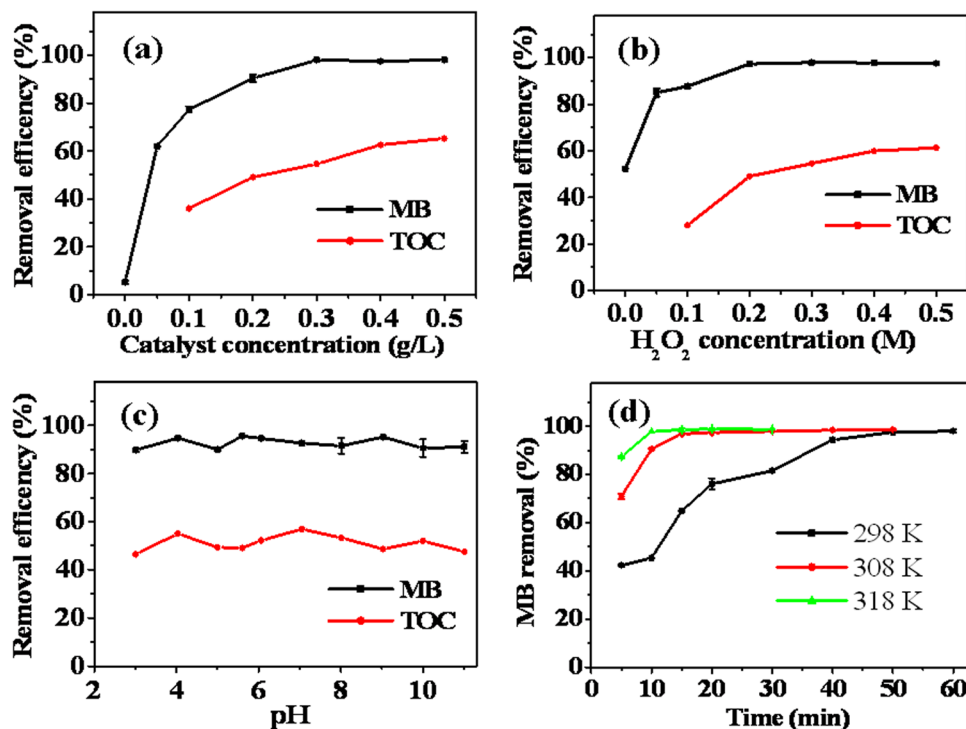 (a)
Removal efficency (%)
100
80
60
40
20
0
MB
TOC
0.0 0.1 0.2 0.3 0.4 0.5
Catalyst concentration (g/L)
(b)
Removal efficency (%)
100
80
60
40
20
0
MB
TOC
0.0 0.1 0.2 0.3 0.4 0.5
H₂O₂ concentration (M)
(c)
Removal efficency (%)
100
80
60
40
20
0
MB
TOC
2 4 6 8 10
pH
(d)
MB removal (%)
100
80
60
40
20
0
298 K
308 K
318 K
0 10 20 30 40 50 60
Time (min)